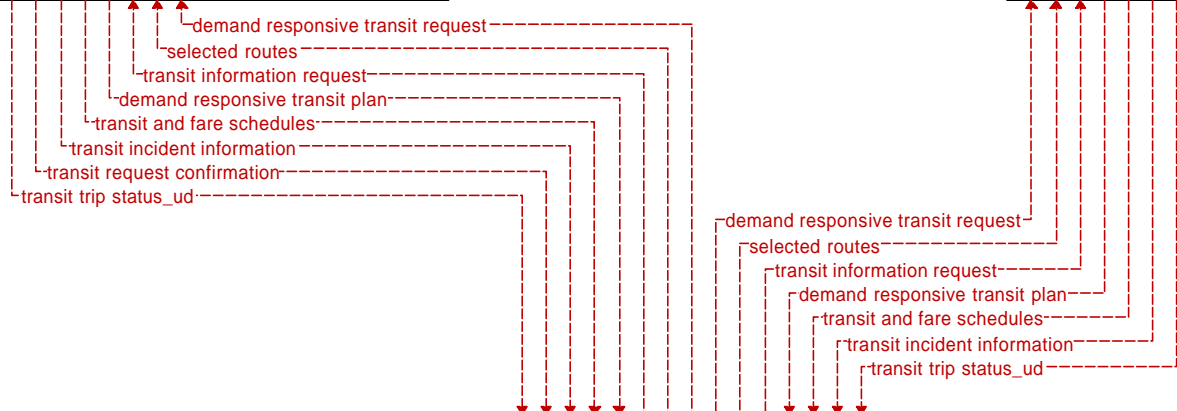 demand responsive transit request
selected routes
transit information request
demand responsive transit plan
transit and fare schedules
transit incident information
transit request confirmation
transit trip status_ud
demand responsive transit request
selected routes
transit information request
demand responsive transit plan
transit and fare schedules
transit incident information
transit trip status_ud